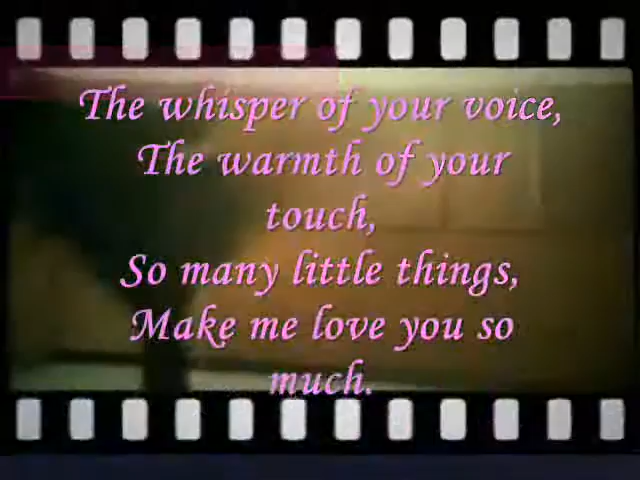 The whisper of your voice,
The warmth of your
touch,
So many little things,
Make me love you so
much.